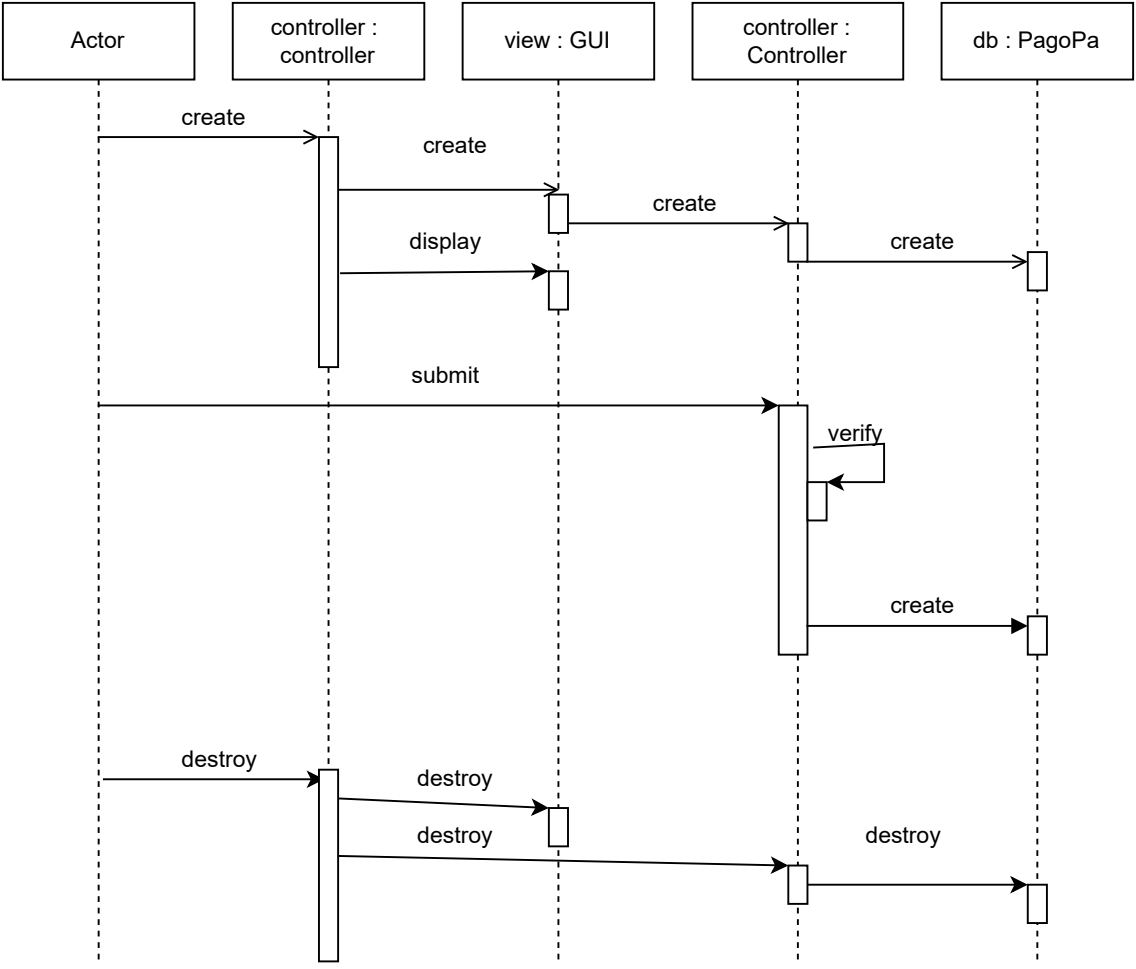 Actor
controller :
controller
view : GUI
controller :
Controller
db : PagoPa
create
create
create
display
create
submit
verify
create
destroy
destroy
destroy
destroy